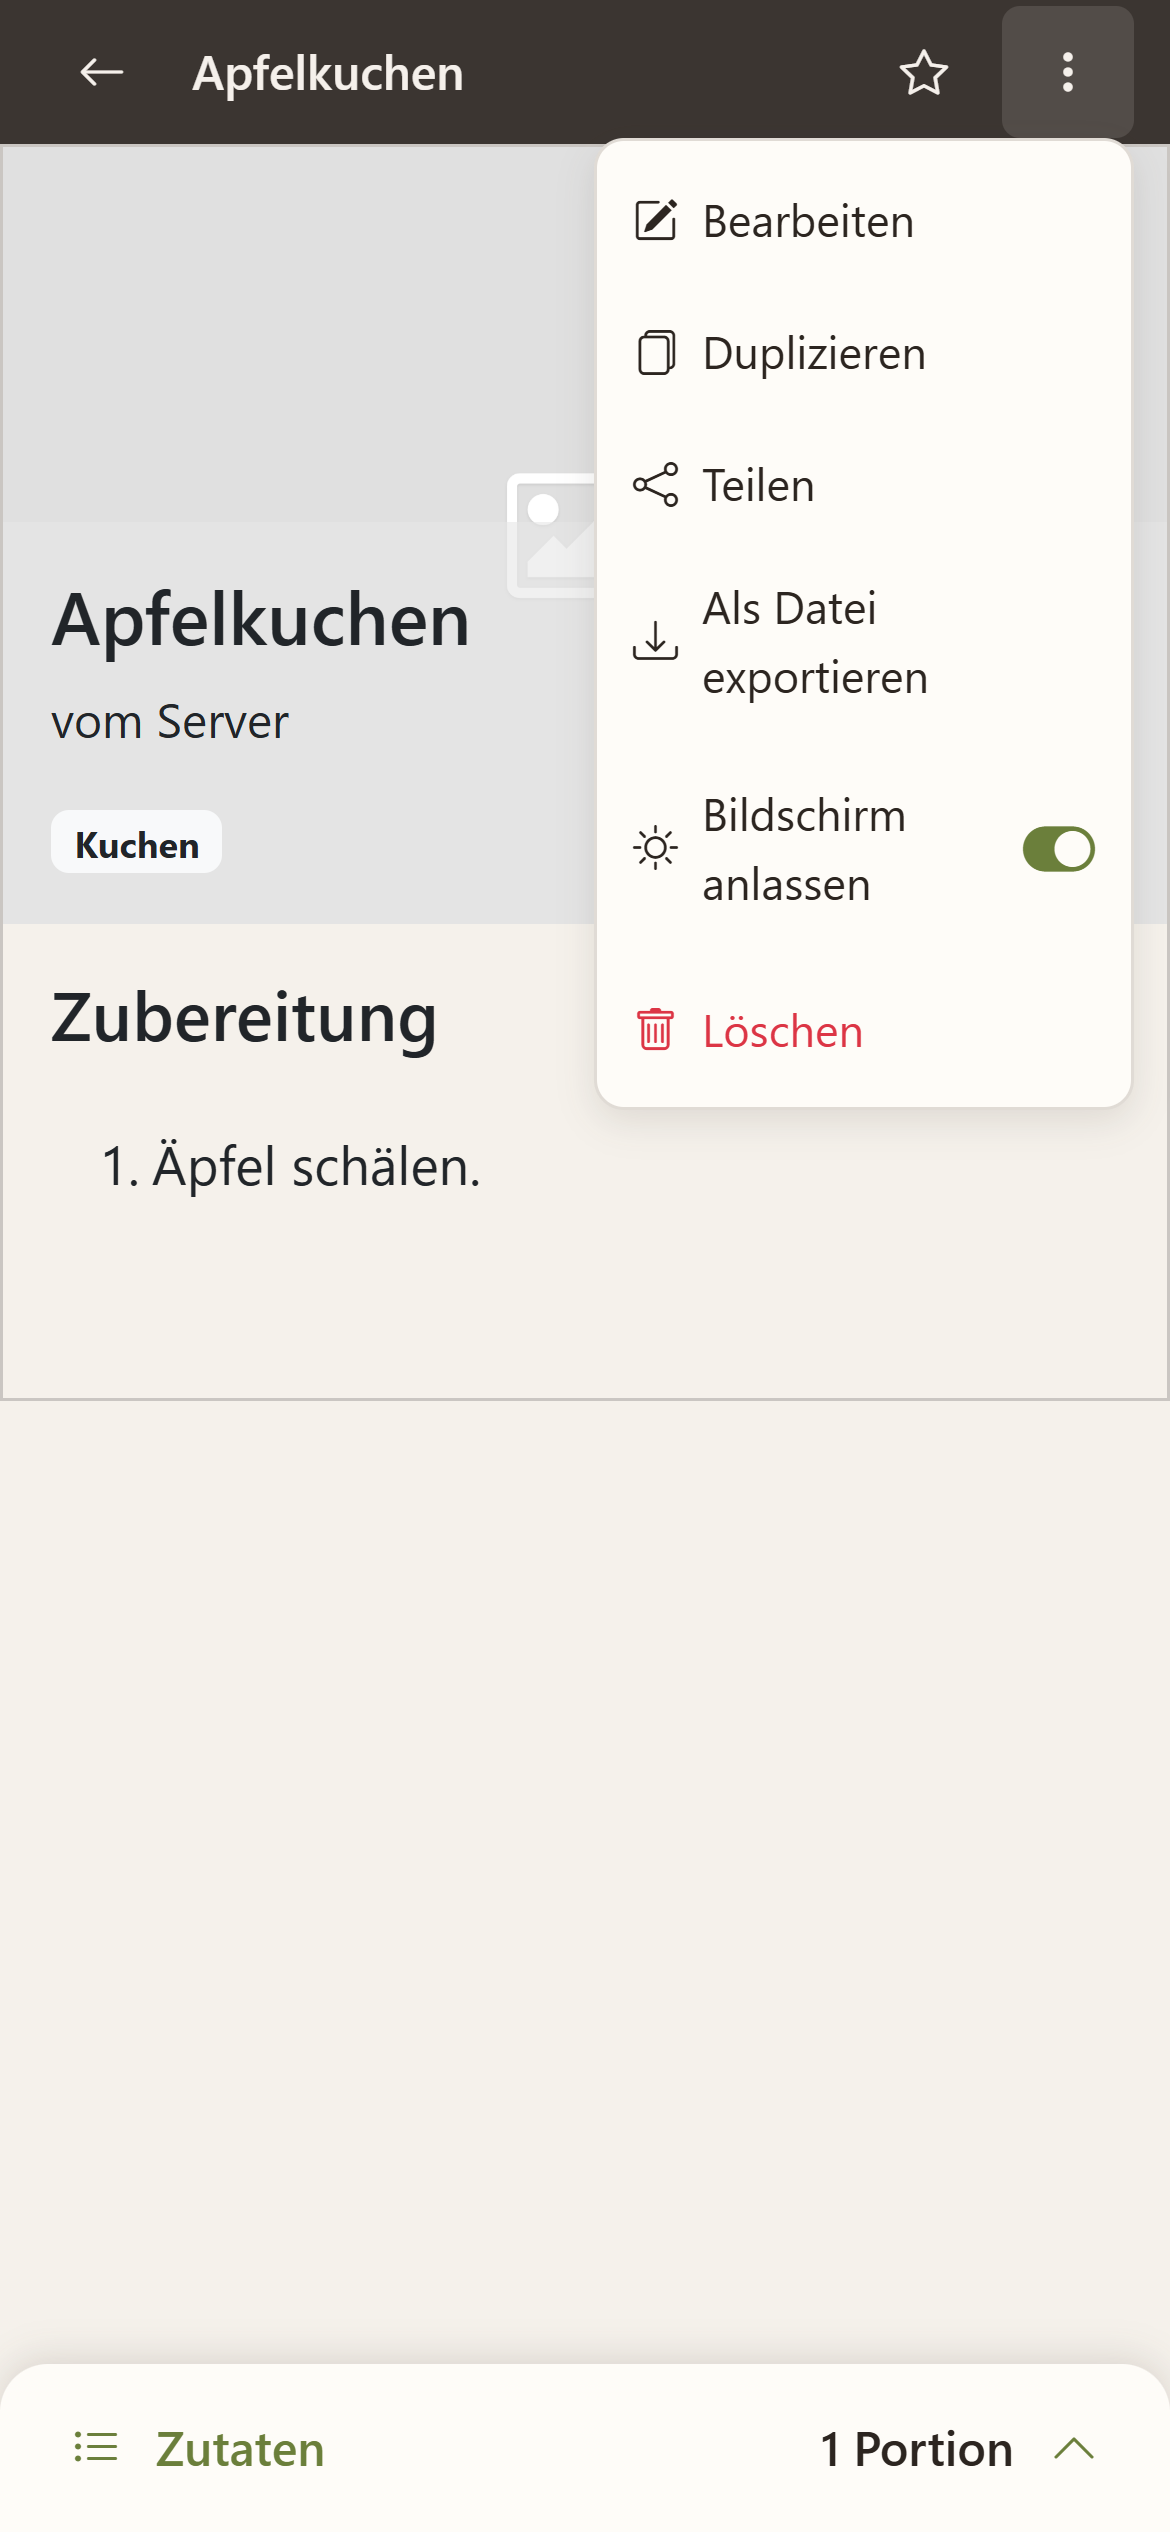 Apfelkuchen
Bearbeiten
Duplizieren
Teilen
Als Datei
exportieren
Bildschirm
anlassen
Löschen
Apfelkuchen
vom Server
Kuchen
Zubereitung
1. Äpfel schälen.
Zutaten
1 Portion